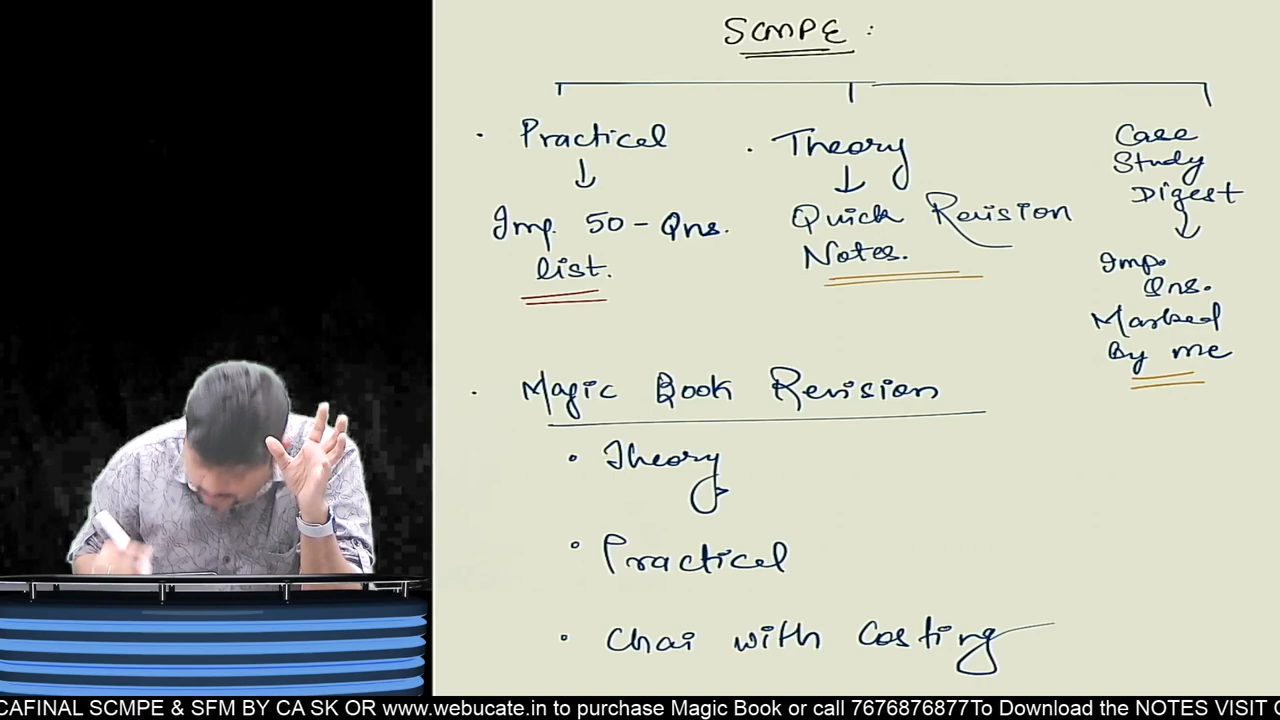 SCMPE :
. Practical
Imp. 50 - Qns.
list.
. Theory
Quick Revision
Notes.
Case
Study
Digest
Imp.
Qns.
Marked
By me
. Magic Book Revision
• Theory
• Practical
• Chai with Costing
CAFINAL SCMPE & SFM BY CA SK OR www.webucate.in to purchase Magic Book or call 7676876877To Download the NOTES VISIT